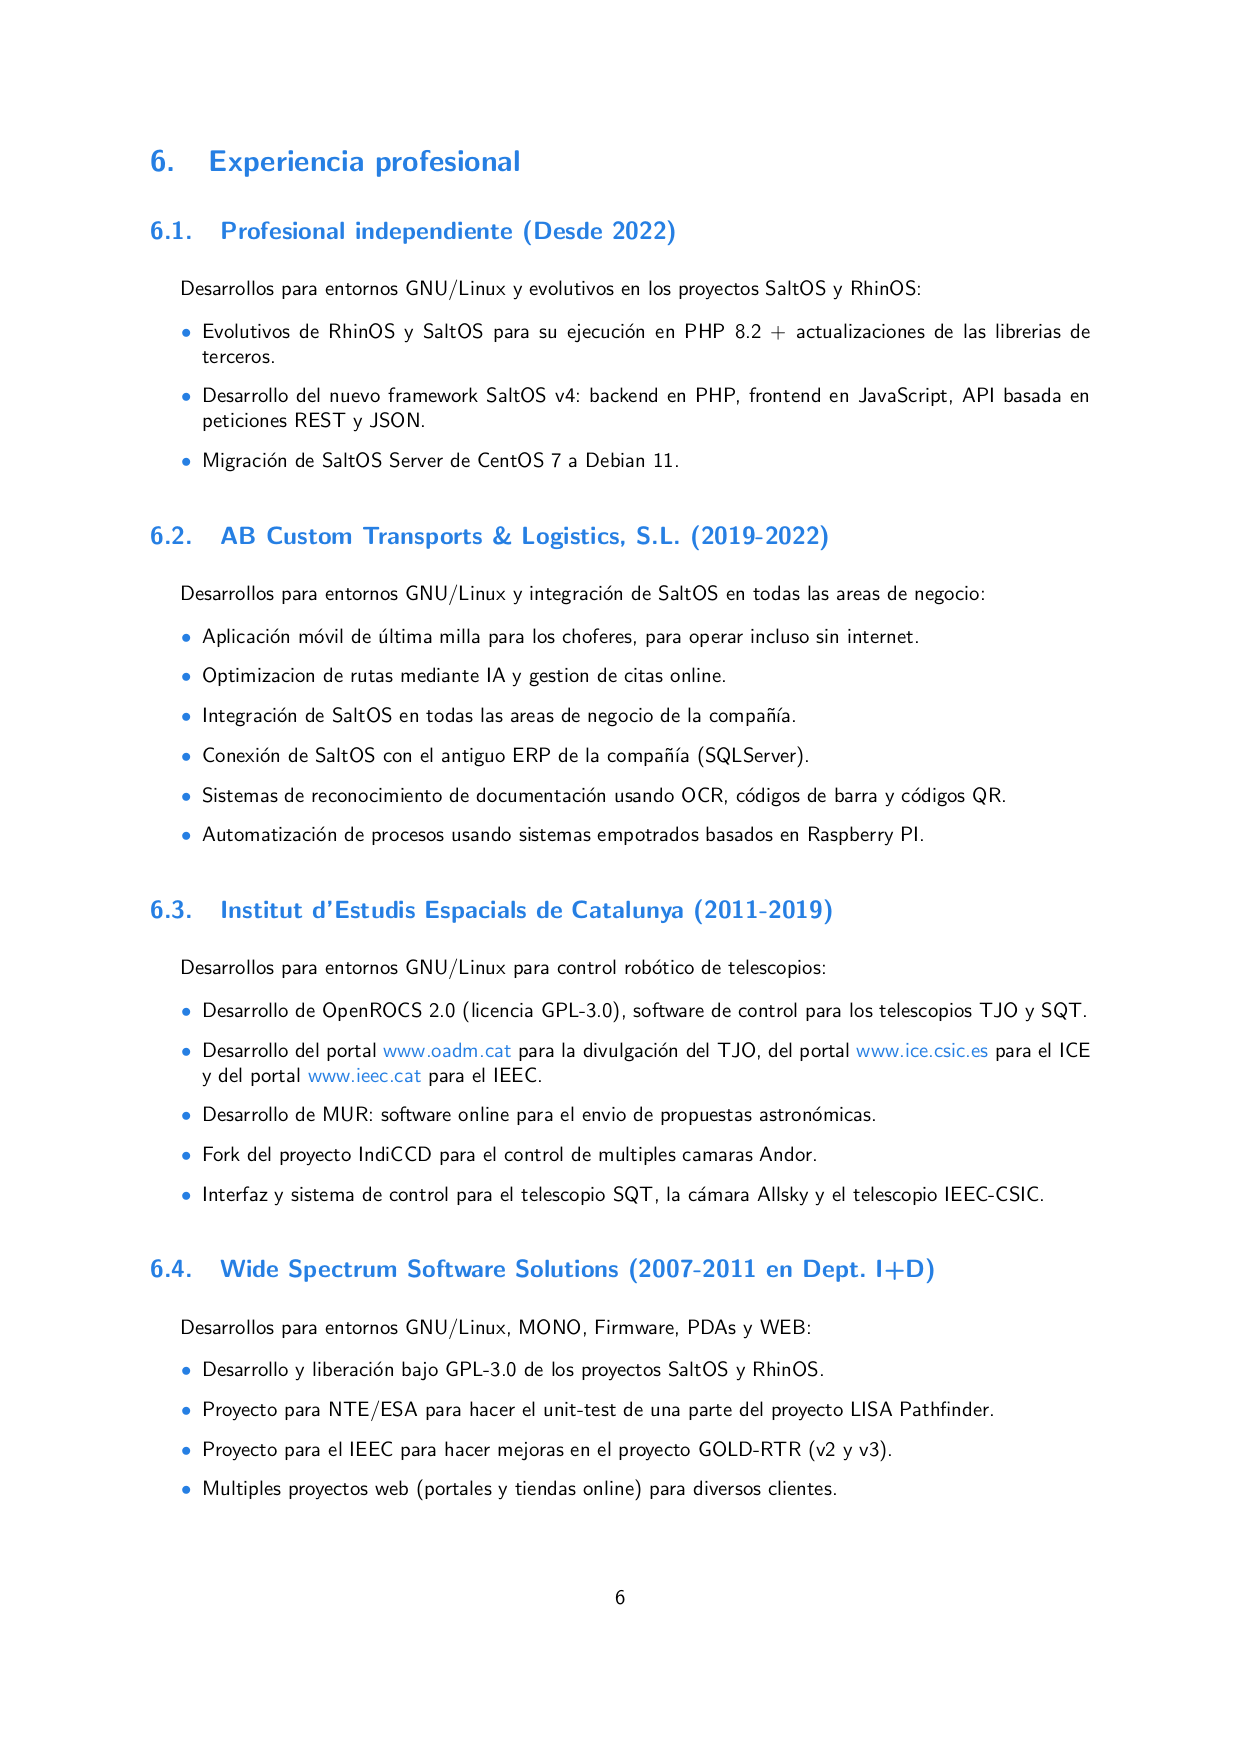 6. Experiencia profesional
6.1. Profesional independiente (Desde 2022)
Desarrollos para entornos GNU/Linux y evolutivos en los proyectos SaltOS y RhinOS:
• Evolutivos de RhinOS y SaltOS para su ejecución en PHP 8.2 + actualizaciones de las librerias de
terceros.
• Desarrollo del nuevo framework SaltOS v4: backend en PHP, frontend en JavaScript, API basada en
peticiones REST y JSON.
• Migración de SaltOS Server de CentOS 7 a Debian 11.
6.2. AB Custom Transports & Logistics, S.L. (2019-2022)
Desarrollos para entornos GNU/Linux y integración de SaltOS en todas las areas de negocio:
• Aplicación móvil de última milla para los choferes, para operar incluso sin internet.
• Optimizacion de rutas mediante IA y gestion de citas online.
• Integración de SaltOS en todas las areas de negocio de la compañía.
• Conexión de SaltOS con el antiguo ERP de la compañía (SQLServer).
• Sistemas de reconocimiento de documentación usando OCR, códigos de barra y códigos QR.
• Automatización de procesos usando sistemas empotrados basados en Raspberry PI.
6.3. Institut d'Estudis Espacials de Catalunya (2011-2019)
Desarrollos para entornos GNU/Linux para control robótico de telescopios:
• Desarrollo de OpenROCS 2.0 (licencia GPL-3.0), software de control para los telescopios TJO y SQT.
• Desarrollo del portal www.oadm.cat para la divulgación del TJO, del portal www.ice.csic.es para el ICE
y del portal www.ieec.cat para el IEEC.
• Desarrollo de MUR: software online para el envio de propuestas astronómicas.
• Fork del proyecto IndiCCD para el control de multiples camaras Andor.
• Interfaz y sistema de control para el telescopio SQT, la cámara Allsky y el telescopio IEEC-CSIC.
6.4. Wide Spectrum Software Solutions (2007-2011 en Dept. I+D)
Desarrollos para entornos GNU/Linux, MONO, Firmware, PDAs y WEB:
• Desarrollo y liberación bajo GPL-3.0 de los proyectos SaltOS y RhinOS.
• Proyecto para NTE/ESA para hacer el unit-test de una parte del proyecto LISA Pathfinder.
• Proyecto para el IEEC para hacer mejoras en el proyecto GOLD-RTR (v2 y v3).
• Multiples proyectos web (portales y tiendas online) para diversos clientes.
6